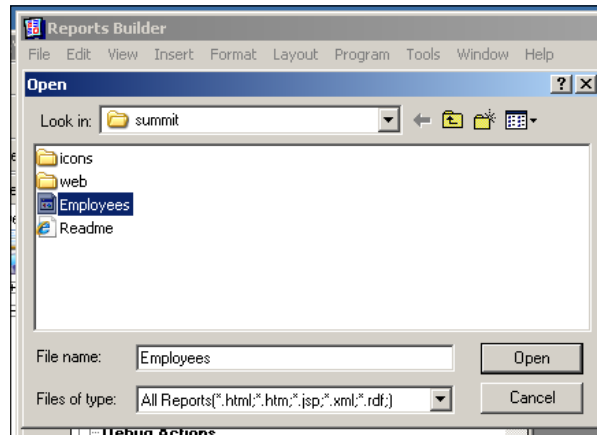 Reports Builder
File Edit View Insert Format Layout Program Tools Window Help
Open
Look in: summit
icons
web
Employees
Readme
File name: Employees Open
Files of type: All Reports(*.html;*.htm;*.jsp;*.xml;*.rdf;) Cancel
Debug Actions